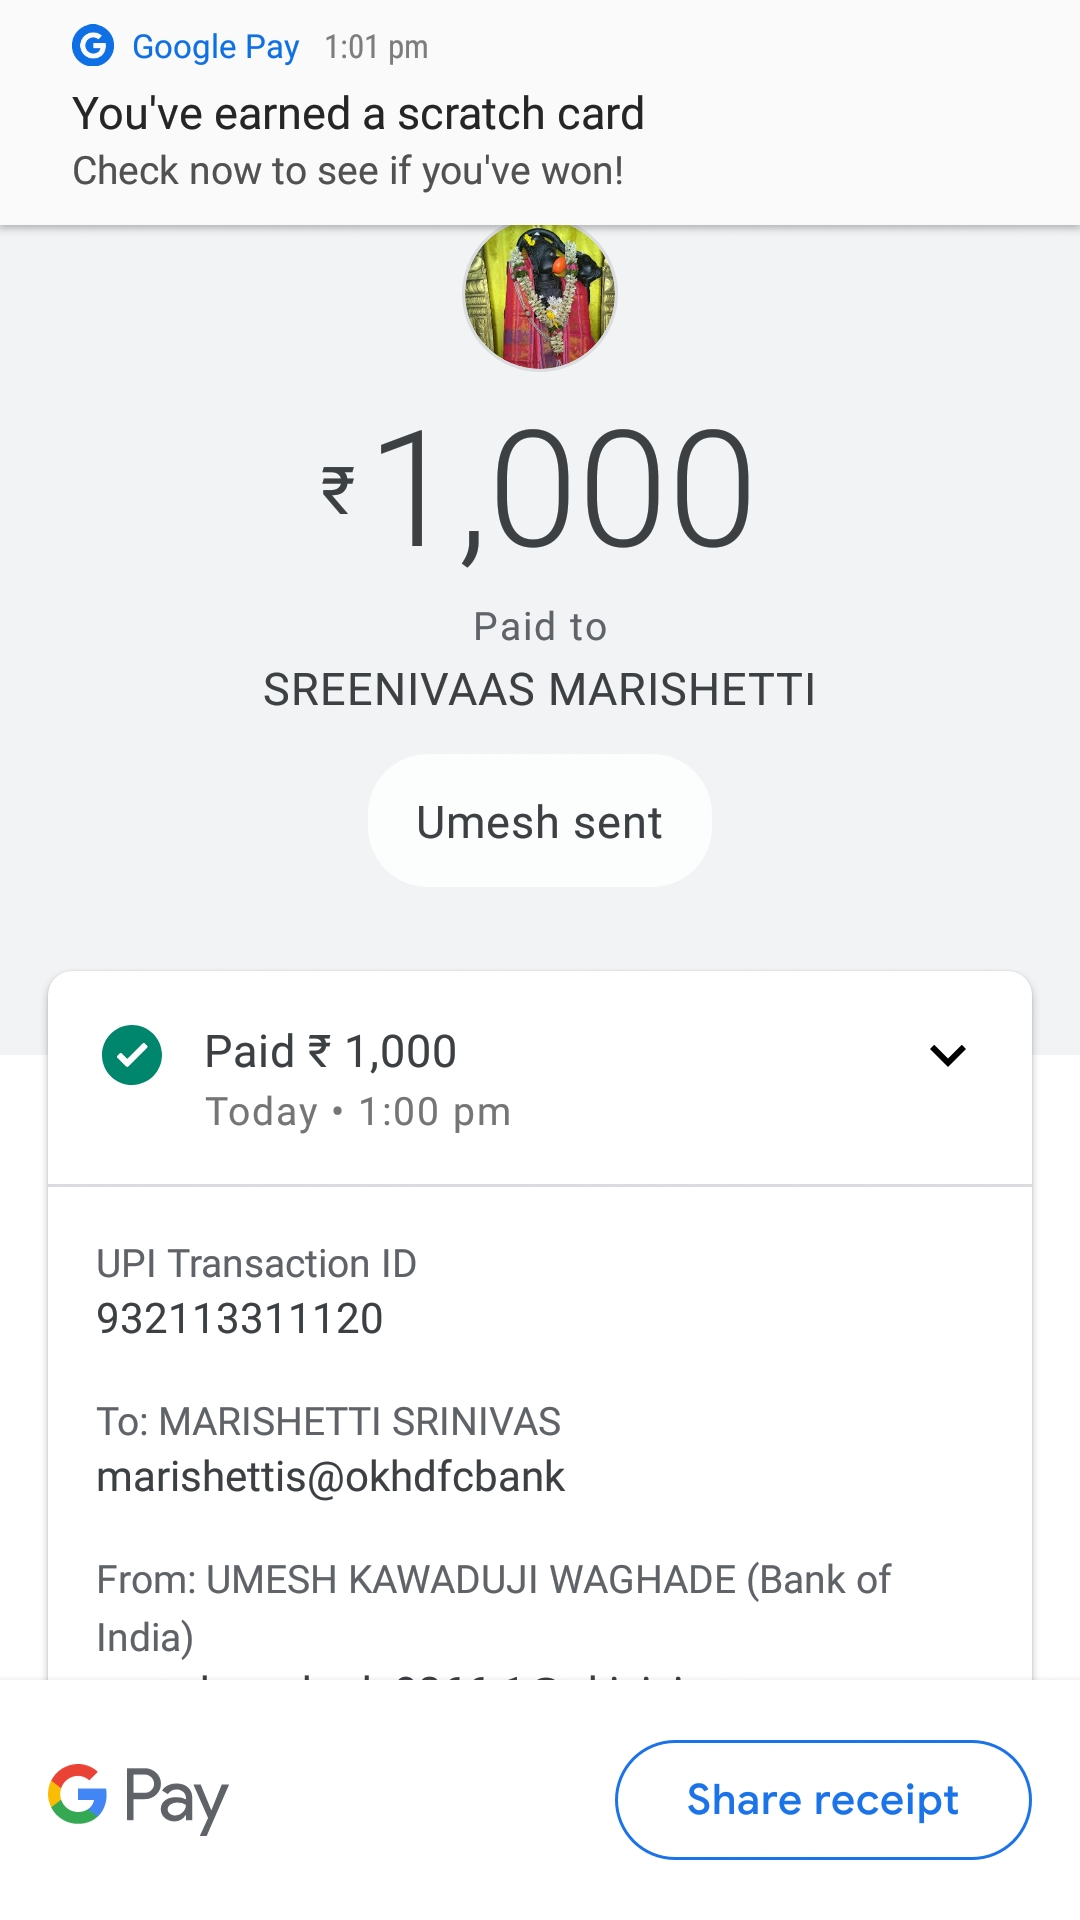 Google Pay 1:01 pm
You've earned a scratch card
Check now to see if you've won!
₹1,000
Paid to
SREENIVAAS MARISHETTI
Umesh sent
Paid ₹ 1,000
Today • 1:00 pm
UPI Transaction ID
932113311120
To: MARISHETTI SRINIVAS
marishettis@okhdfcbank
From: UMESH KAWADUJI WAGHADE (Bank of
India)
G Pay
Share receipt